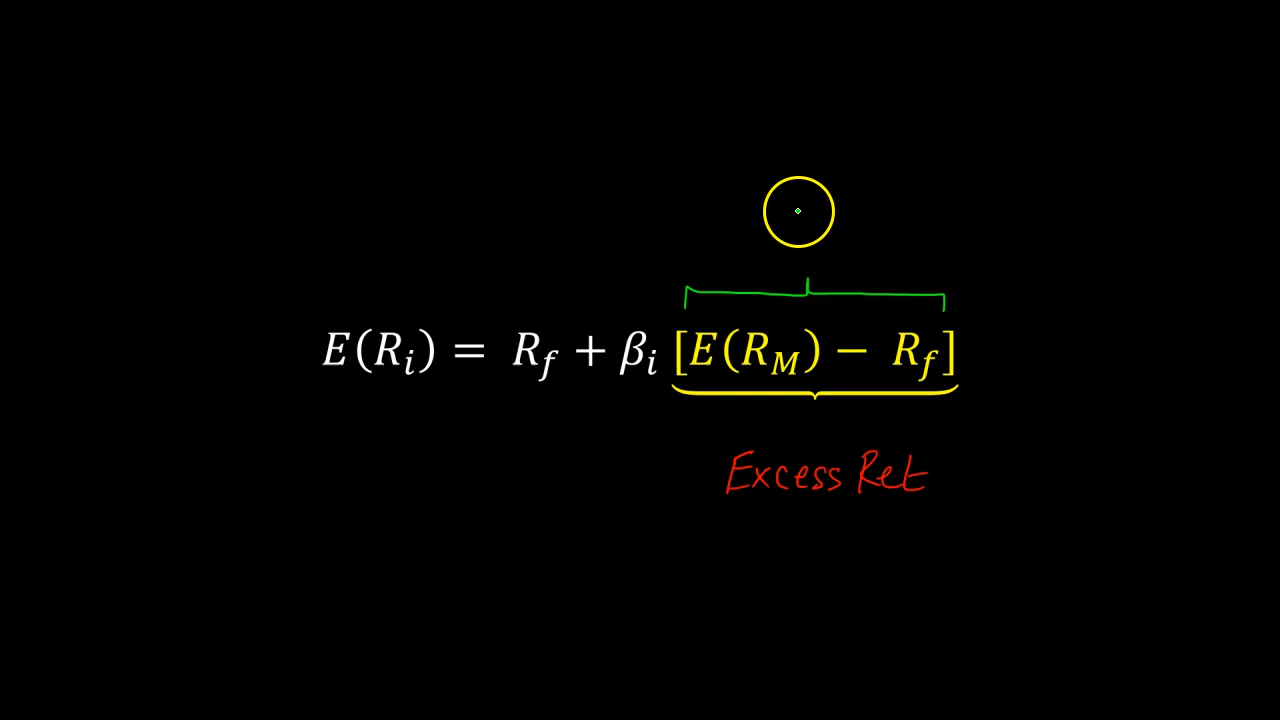 E(R_i) = R_f + β_i [E(R_M) − R_f]
Excess Ret